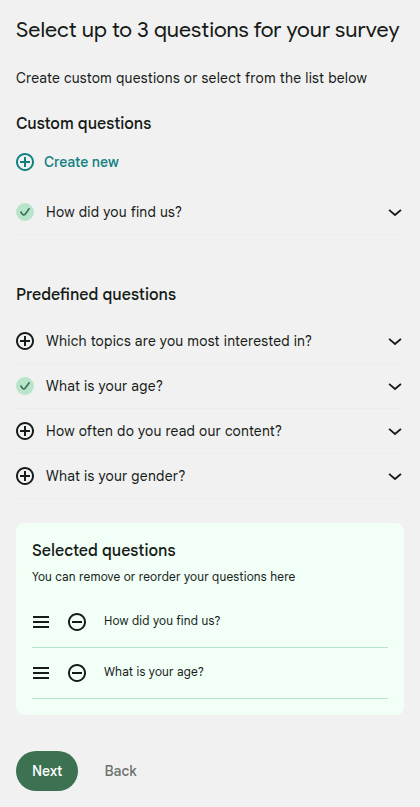 Select up to 3 questions for your survey
Create custom questions or select from the list below
Custom questions
Create new
How did you find us?
Predefined questions
Which topics are you most interested in?
What is your age?
How often do you read our content?
What is your gender?
Selected questions
You can remove or reorder your questions here
How did you find us?
What is your age?
Next
Back